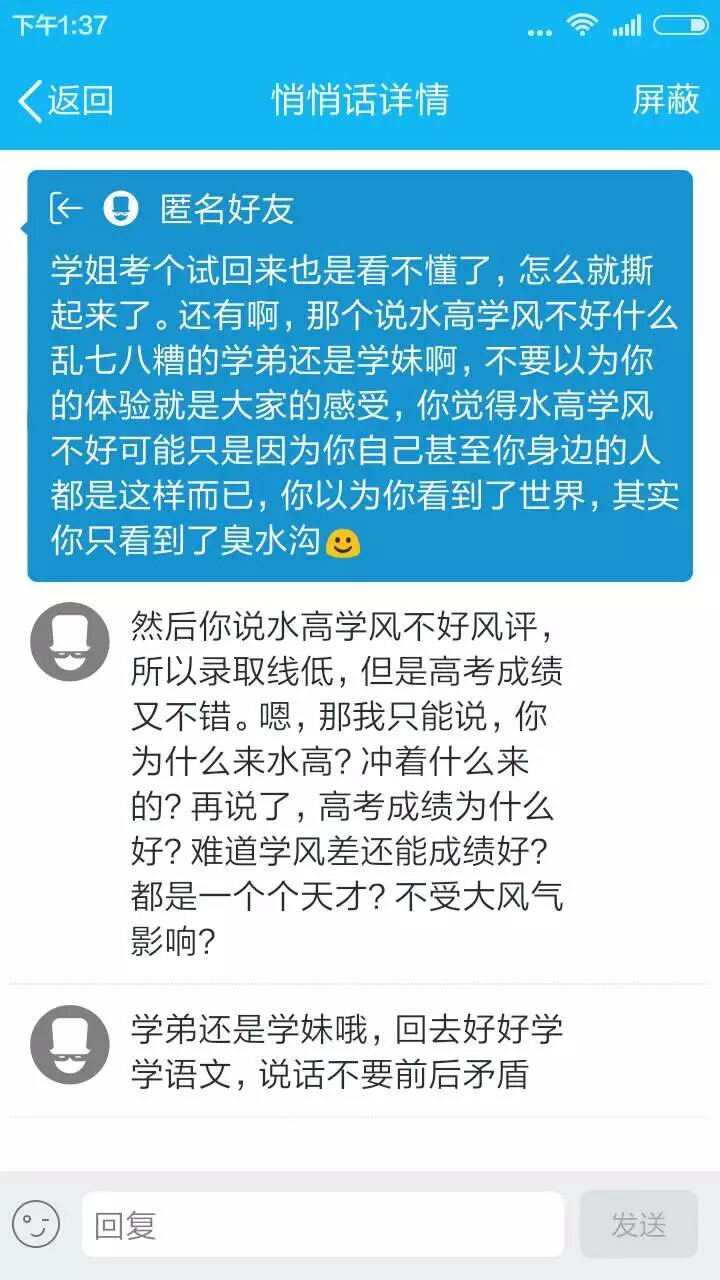 下午1:37
返回
悄悄话详情
屏蔽
匿名好友
学姐考个试回来也是看不懂了，怎么就撕
起来了。还有啊，那个说水高学风不好什么
乱七八糟的学弟还是学妹啊，不要以为你
的体验就是大家的感受，你觉得水高学风
不好可能只是因为你自己甚至你身边的人
都是这样而已，你以为你看到了世界，其实
你只看到了臭水沟
然后你说水高学风不好风评，
所以录取线低，但是高考成绩
又不错。嗯，那我只能说，你
为什么来水高？冲着什么来
的？再说了，高考成绩为什么
好？难道学风差还能成绩好？
都是一个个天才？不受大风气
影响？
学弟还是学妹哦，回去好好学
学语文，说话不要前后矛盾
回复
发送